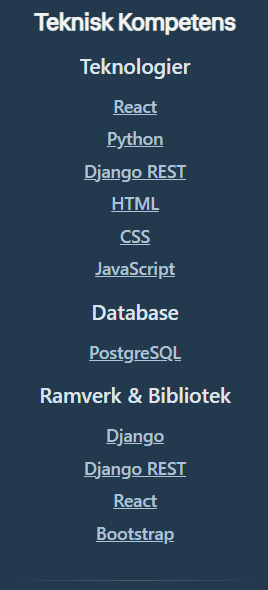 Teknisk Kompetens
Teknologier
React
Python
Django REST
HTML
CSS
JavaScript
Database
PostgreSQL
Ramverk & Bibliotek
Django
Django REST
React
Bootstrap